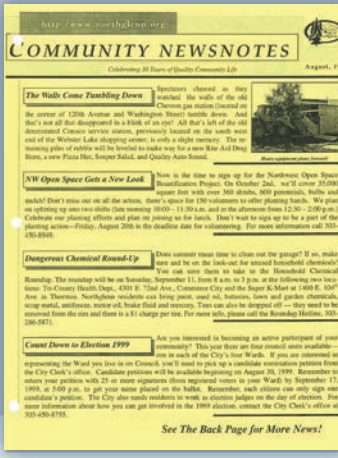 http://www.northglenn.org
COMMUNITY NEWSNOTES
Celebrating 30 Years of Quality Community Life
August, 1
The Walls Come Tumbling Down
Spectators cheered as they
watched the walls of the old
Chevron gas station (located on
the corner of 120th Avenue and Washington Street) tumble down. And
that's not all that disappeared in a blink of an eye! All that's left of the old
deteriorated Conoco service station, previously located on the south west
end of the Webster Lake shopping center, is only a slight memory. The re-
maining piles of rubble will be leveled to make way for a new Rite Aid Drug
Store, a new Pizza Hut, Souper Salad, and Quality Auto Sound.
Heavy equipment plows forward!
NW Open Space Gets a New Look
Now is the time to sign up for the Northwest Open Space
Beautification Project. On October 2nd, we'll cover 35,000
square feet with over 360 shrubs, 600 perennials, bulbs and
mulch! Don't miss out on all the action, there's space for 150 volunteers to offer planting hands. We plan
on splitting up into two shifts (late morning 10:00 – 11:30 a.m. and in the afternoon from 12:30 – 2:00 p.m.)
Celebrate our planting efforts and plan on joining us for lunch. Don't wait to sign up to be a part of the
planting action—Friday, August 20th is the deadline date for volunteering. For more information call 303-
450-8948.
Dangerous Chemical Round-Up
Does summer mean time to clean out the garage? If so, make
sure and be on the look-out for unused household chemicals!
You can save them to take to the Household Chemical
Roundup. The roundup will be on Saturday, September 11, from 8 a.m. to 3 p.m. at the following two loca-
tions: Tri-County Health Dept., 4301 E. 72nd Ave., Commerce City and the Super K-Mart at 1400 E. 104th
Ave. in Thornton. Northglenn residents can bring paint, used oil, batteries, lawn and garden chemicals,
scrap metal, antifreeze, motor oil, brake fluid and mercury. Tires can also be dropped off — they need to be
removed from the rim and there is a $1 charge per tire. For more info, please call the Roundup Hotline, 303-
286-5871.
Count Down to Election 1999
Are you interested in becoming an active participant of your
community? This year there are four council seats available—
one in each of the City's four Wards. If you are interested in
representing the Ward you live in on Council, you'll need to pick up a candidate nomination petition from
the City Clerk's office. Candidate petitions will be available beginning on August 30, 1999. Remember to
return your petition with 25 or more signatures (from registered voters in your Ward) by September 17,
1999, at 5:00 p.m. to get your name placed on the ballot. Remember, each citizen can only sign one
candidate's petition. The City also needs residents to work as election judges on the day of election. For
more information about how you can get involved in the 1999 election, contact the City Clerk's office at
303-450-8755.
See The Back Page for More News!